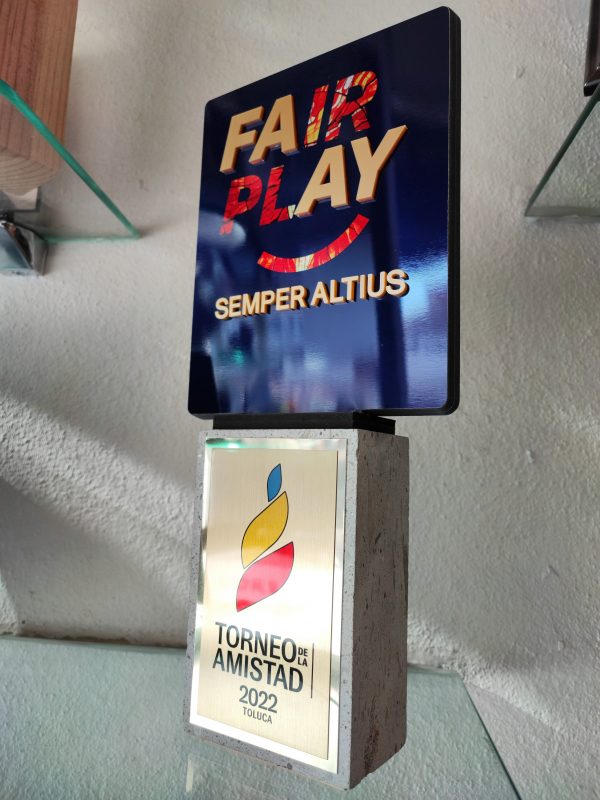 FAIR
PLAY
SEMPER ALTIUS
TORNEO DE LA
AMISTAD
2022
TOLUCA